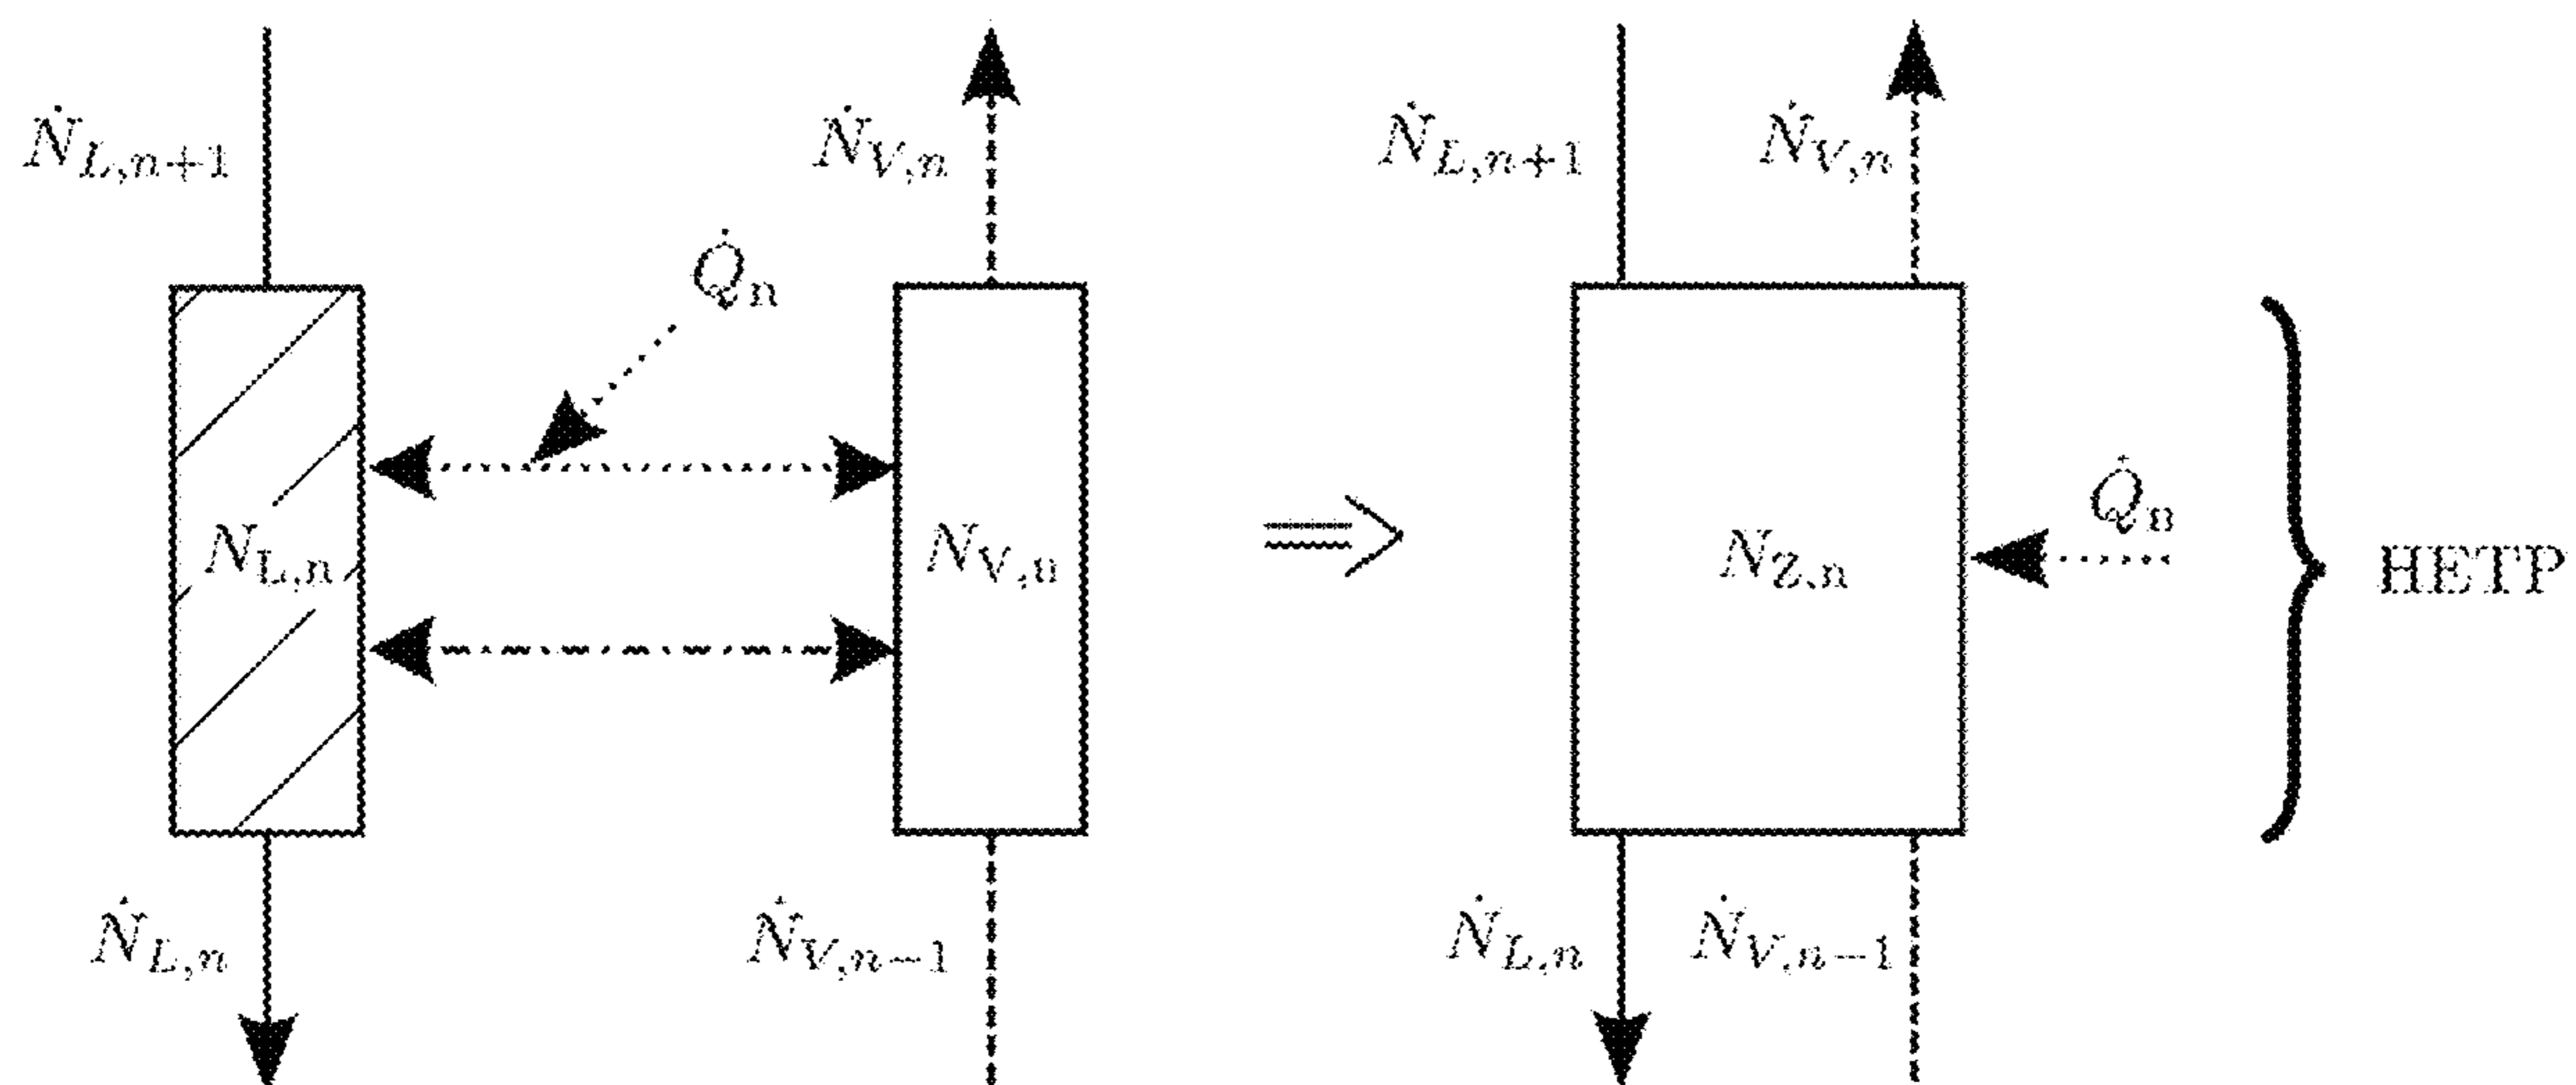 Ṅ_{L,n+1}
Ṅ_{V,n}
Q̇_n
N_{L,n}
N_{V,n}
Ṅ_{L,n}
Ṅ_{V,n−1}
⇒
Ṅ_{L,n+1}
Ṅ_{V,n}
N_{Z,n}
Q̇_n
HETP
Ṅ_{L,n}
Ṅ_{V,n−1}